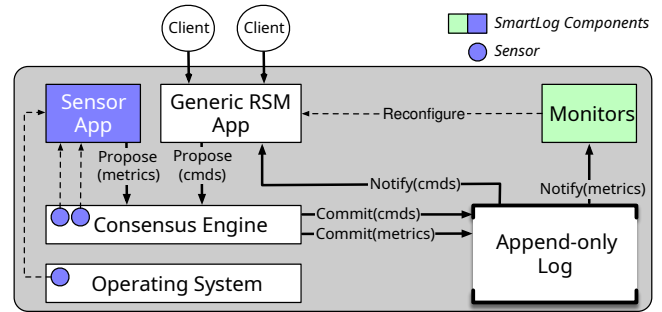 Client
Client
SmartLog Components
Sensor
Sensor
App
Generic RSM
App
Reconfigure
Monitors
Propose
(metrics)
Propose
(cmds)
Notify(cmds)
Notify(metrics)
Consensus Engine
Commit(cmds)
Commit(metrics)
Append-only
Log
Operating System